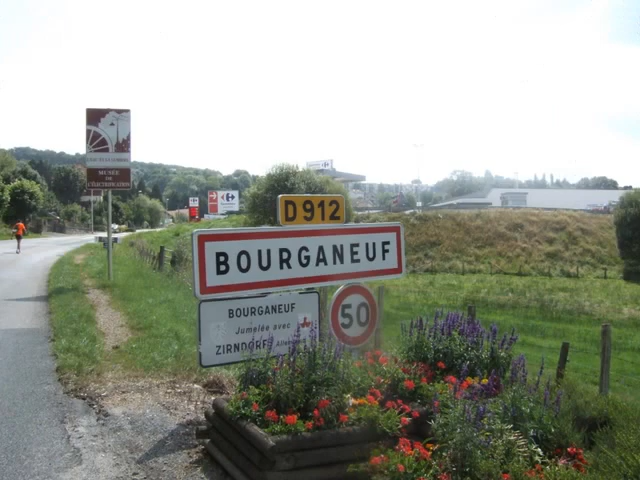 MUSÉE
DE
L'ÉLECTRIFICATION
D 912
BOURGANEUF
BOURGANEUF
Jumelée avec
ZIRNDORF
50